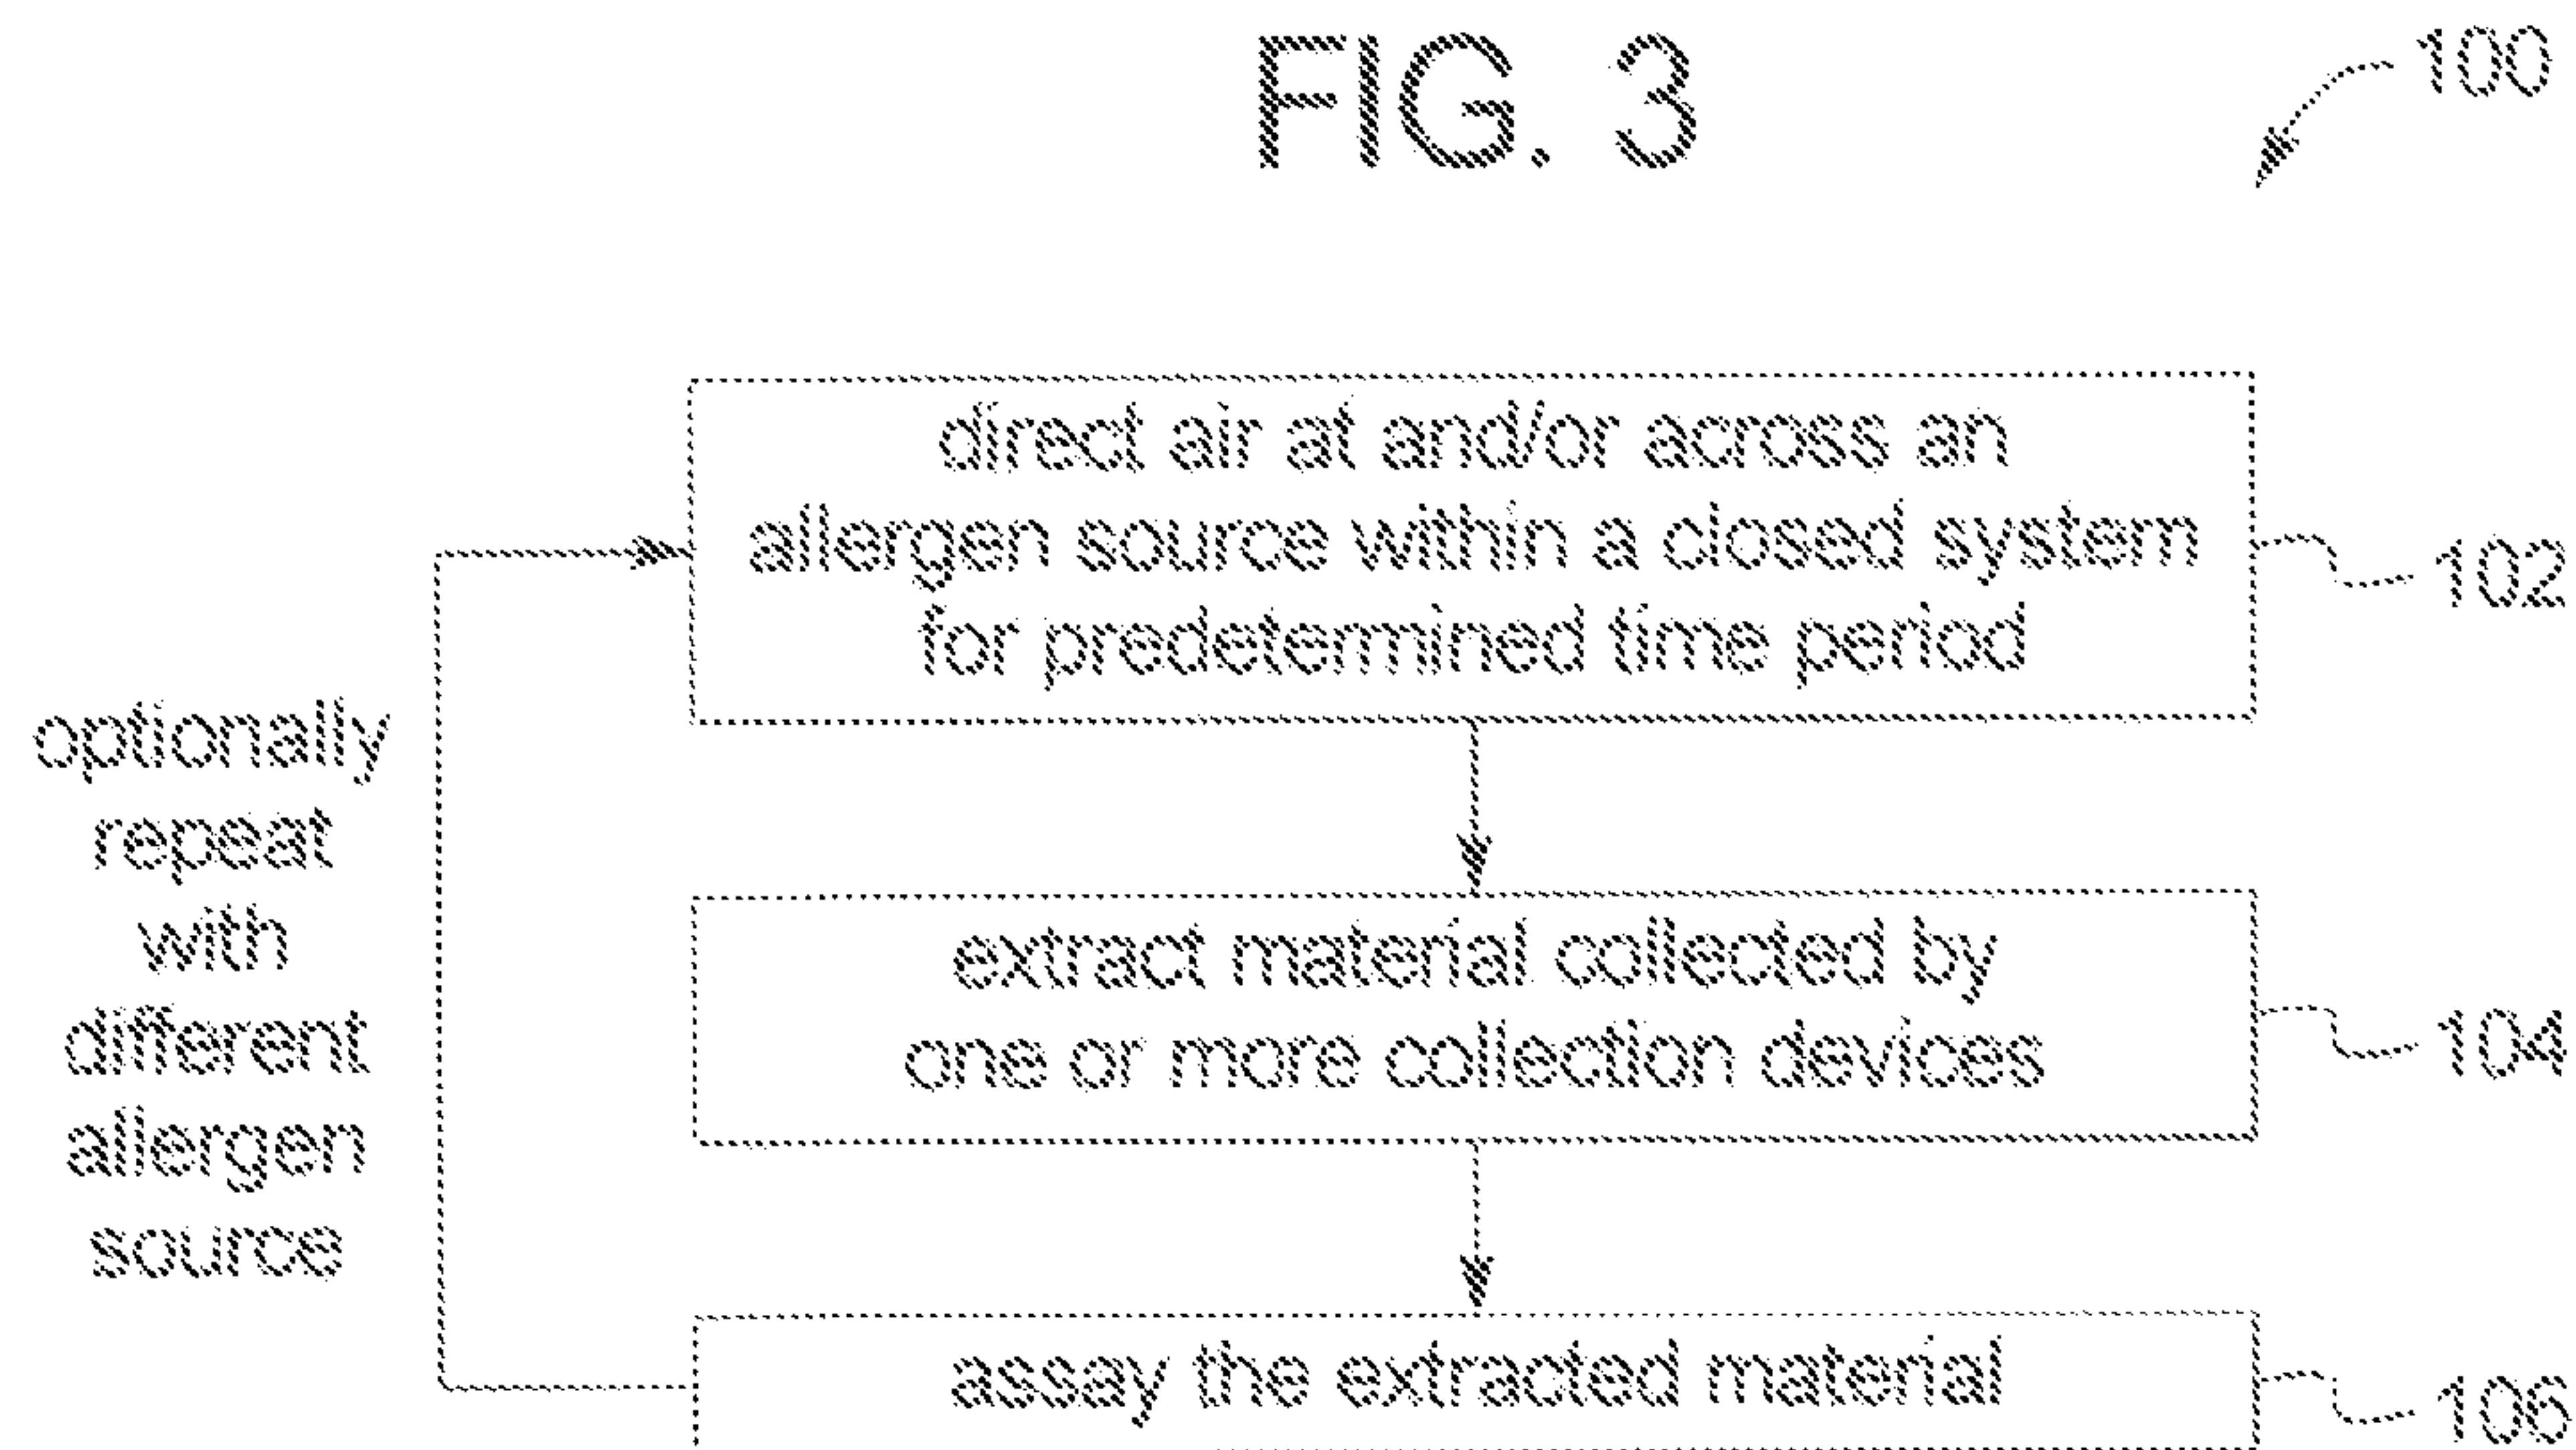 FIG. 3
100
direct air at and/or across an
allergen source within a closed system
for predetermined time period
102
optionally
repeat
with
different
allergen
source
extract material collected by
one or more collection devices
104
assay the extracted material
106